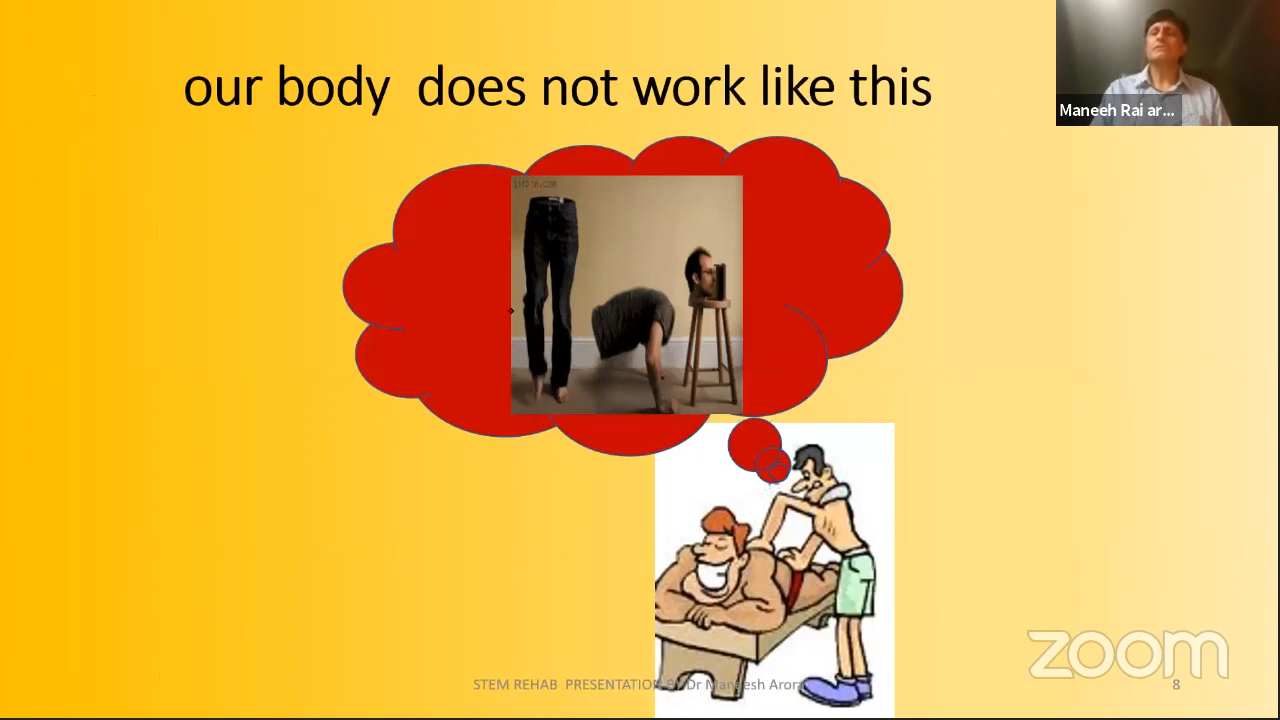 our body  does not work like this
Maneeh Rai ar...
zoom
STEM REHAB  PRESENTATION BY Dr Maneesh Arora
8